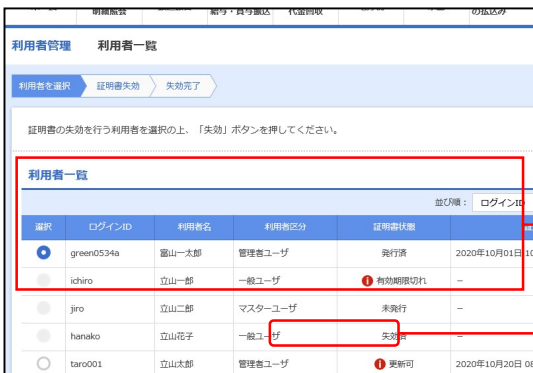 明細照会 給与・賞与振込 代金回収 の払込み
利用者管理 利用者一覧
利用者を選択 証明書失効 失効完了
証明書の失効を行う利用者を選択の上、「失効」ボタンを押してください。
利用者一覧
並び順： ログインID
選択 ログインID 利用者名 利用者区分 証明書状態
green0534a 富山一太郎 管理者ユーザ 発行済 2020年10月01日 10
ichiro 立山一郎 一般ユーザ 有効期限切れ －
jiro 立山二郎 マスターユーザ 未発行 －
hanako 立山花子 一般ユーザ 失効済 －
taro001 立山太郎 管理者ユーザ 更新可 2020年10月20日 08